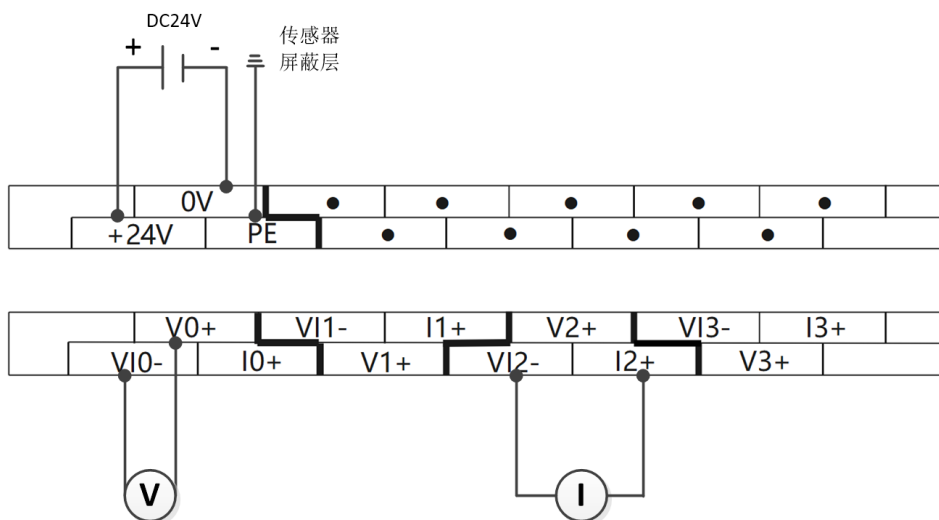 DC24V
+ -
传感器
屏蔽层
0V
+24V PE
V0+ VI1- I1+ V2+ VI3- I3+
VI0- I0+ V1+ VI2- I2+ V3+
V I